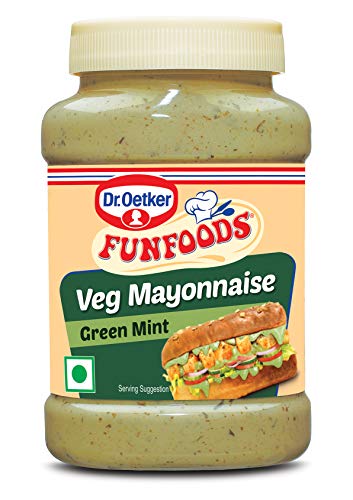 Dr.Oetker
FUNFOODS®
Veg Mayonnaise
Green Mint
Serving Suggestion